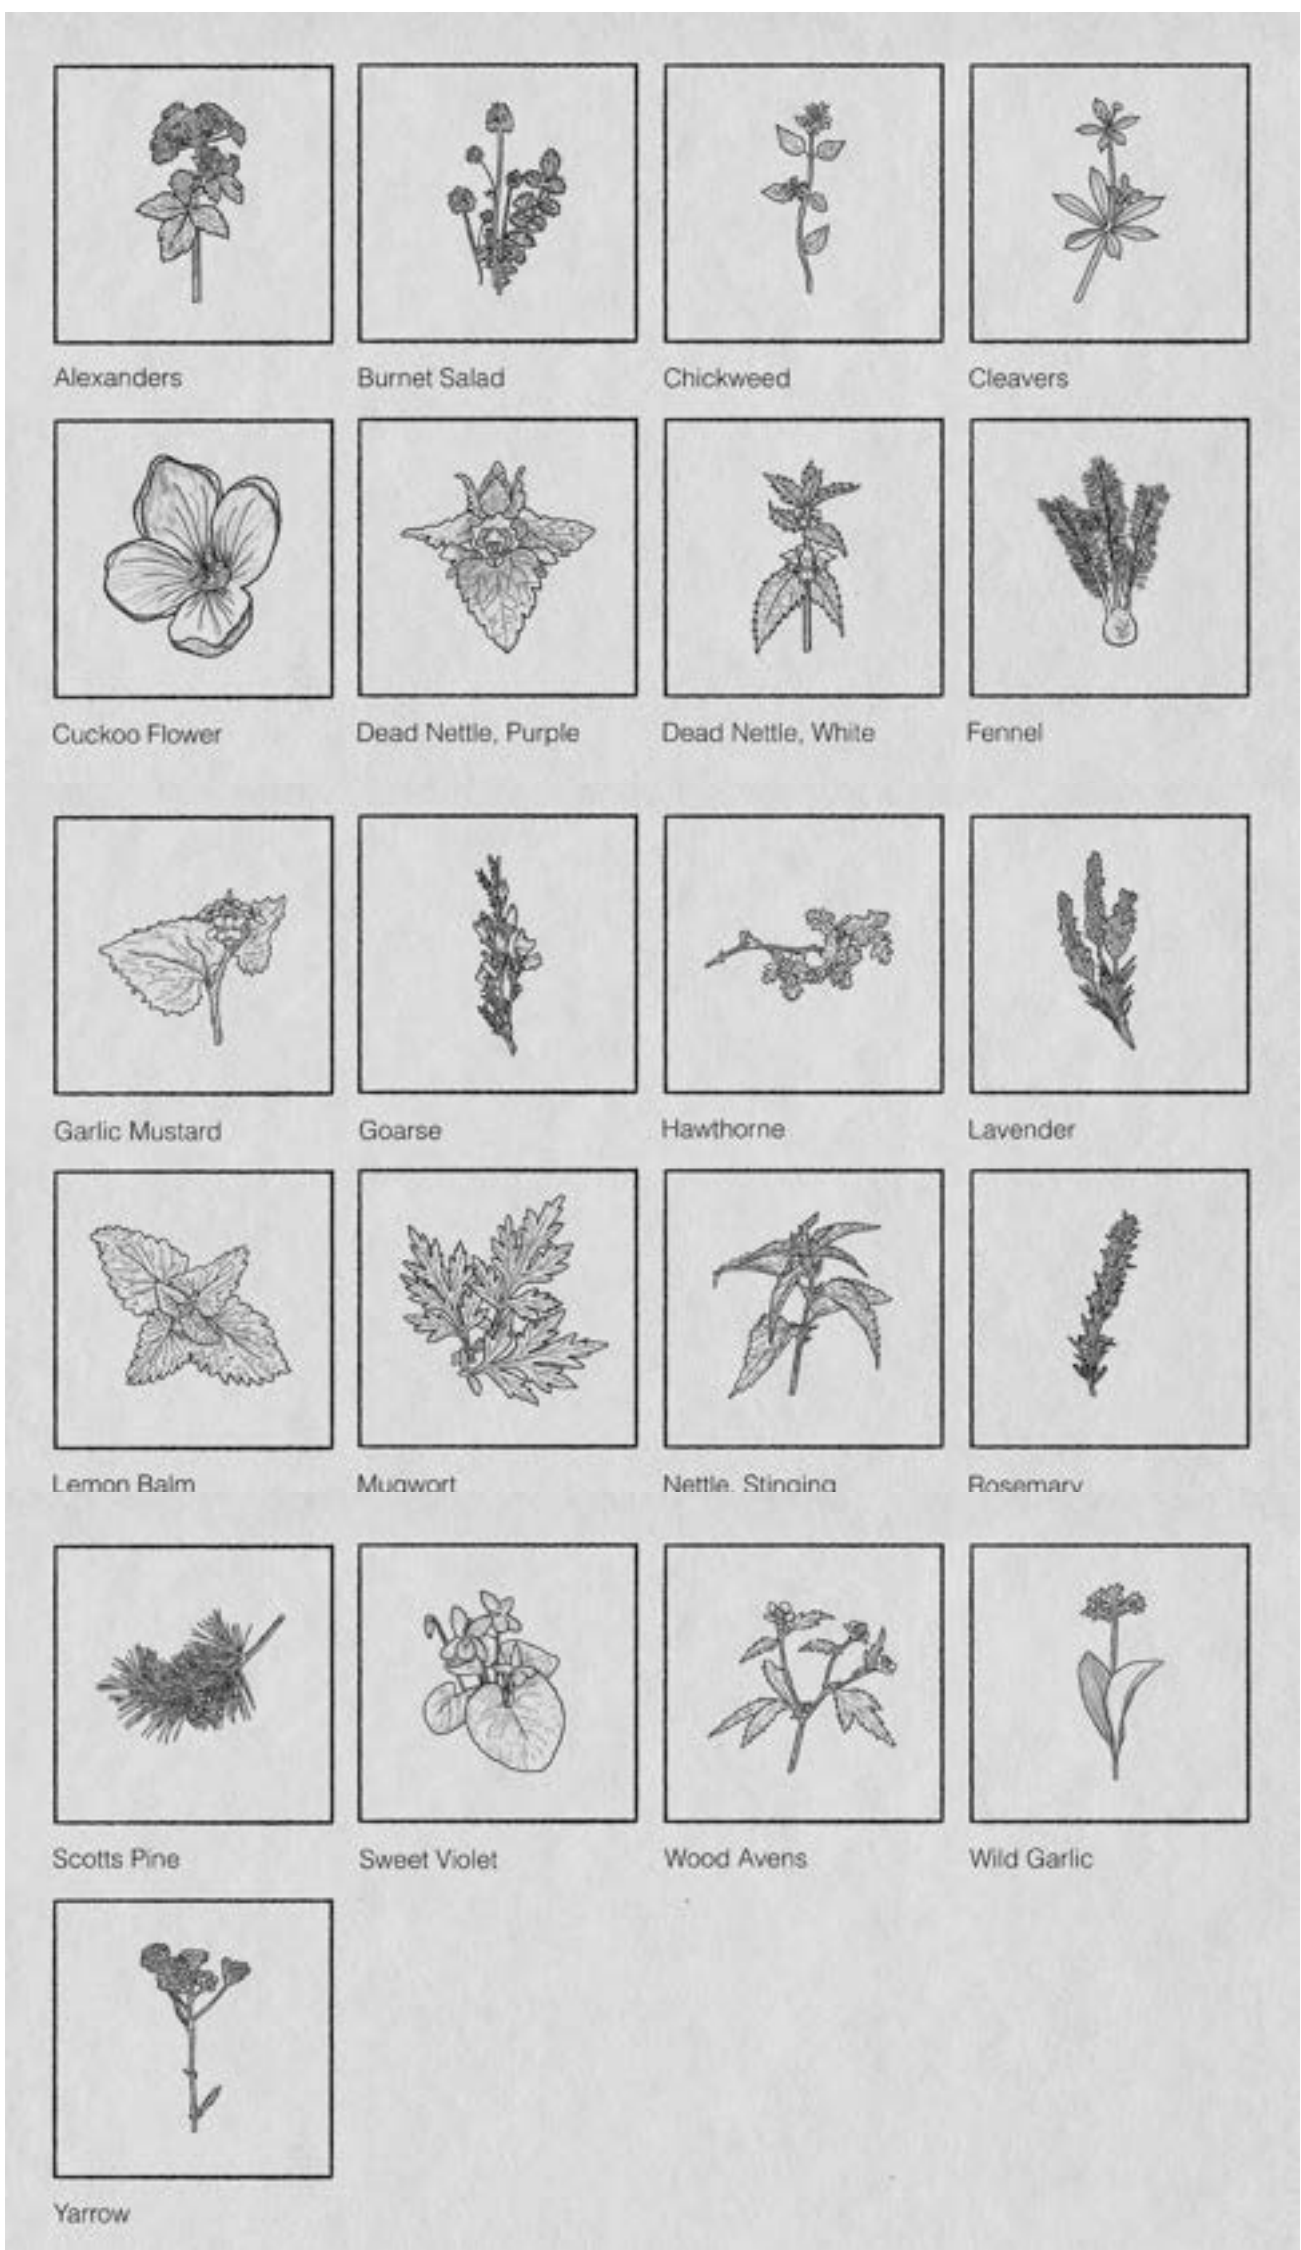 Alexanders
Burnet Salad
Chickweed
Cleavers
Cuckoo Flower
Dead Nettle, Purple
Dead Nettle, White
Fennel
Garlic Mustard
Goarse
Hawthorne
Lavender
Lemon Balm
Mugwort
Nettle, Stinging
Rosemary
Scotts Pine
Sweet Violet
Wood Avens
Wild Garlic
Yarrow